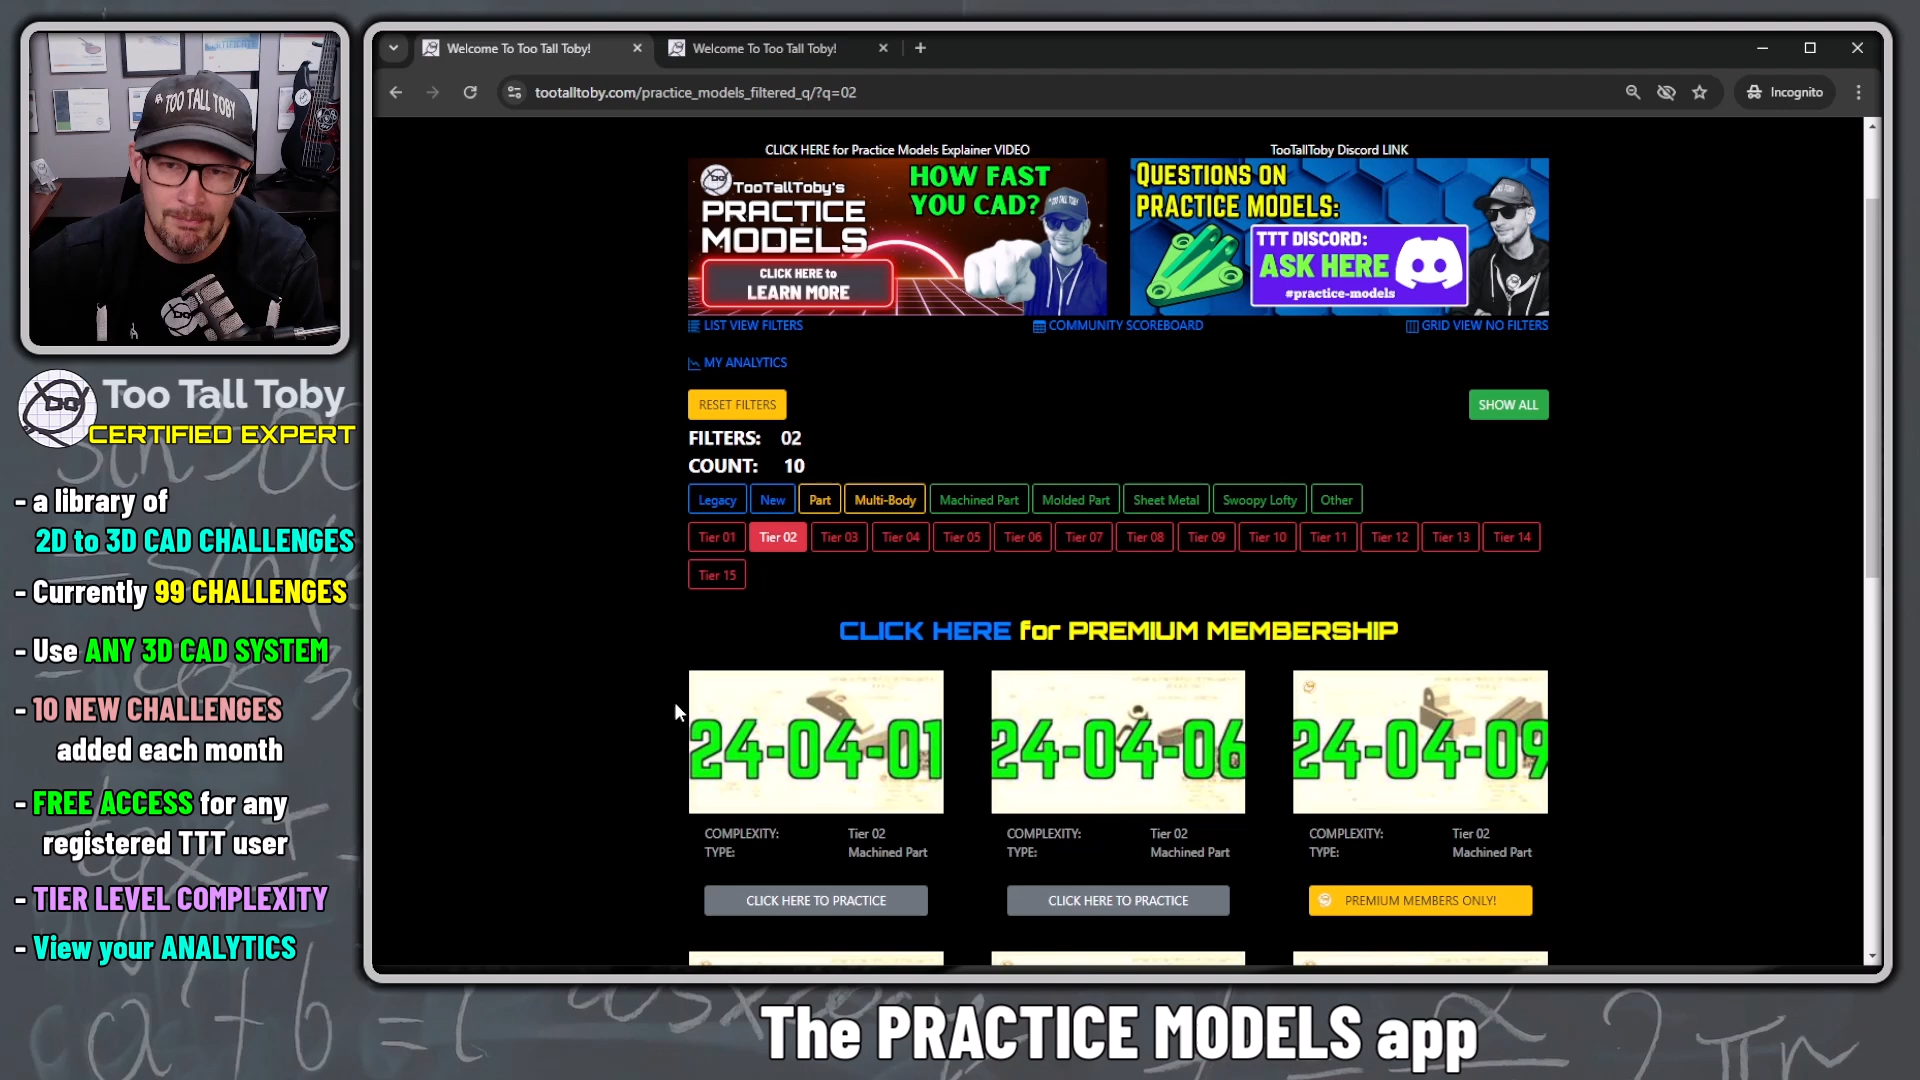 TOO TALL TOBY
Too Tall Toby
CERTIFIED EXPERT
- a library of
2D to 3D CAD CHALLENGES
- Currently 99 CHALLENGES
- Use ANY 3D CAD SYSTEM
- 10 NEW CHALLENGES
added each month
- FREE ACCESS for any
registered TTT user
- TIER LEVEL COMPLEXITY
- View your ANALYTICS
Welcome To Too Tall Toby!
Welcome To Too Tall Toby!
tootalltoby.com/practice_models_filtered_q/?q=02
Incognito
CLICK HERE for Practice Models Explainer VIDEO
TooTallToby Discord LINK
TooTallToby's
PRACTICE
MODELS
CLICK HERE to
LEARN MORE
HOW FAST
YOU CAD?
QUESTIONS ON
PRACTICE MODELS:
TTT DISCORD:
ASK HERE
#practice-models
LIST VIEW FILTERS
COMMUNITY SCOREBOARD
GRID VIEW NO FILTERS
MY ANALYTICS
RESET FILTERS
SHOW ALL
FILTERS: 02
COUNT: 10
Legacy New Part Multi-Body Machined Part Molded Part Sheet Metal Swoopy Lofty Other
Tier 01 Tier 02 Tier 03 Tier 04 Tier 05 Tier 06 Tier 07 Tier 08 Tier 09 Tier 10 Tier 11 Tier 12 Tier 13 Tier 14
Tier 15
CLICK HERE for PREMIUM MEMBERSHIP
24-04-01
24-04-06
24-04-09
COMPLEXITY: Tier 02
TYPE: Machined Part
COMPLEXITY: Tier 02
TYPE: Machined Part
COMPLEXITY: Tier 02
TYPE: Machined Part
CLICK HERE TO PRACTICE
CLICK HERE TO PRACTICE
PREMIUM MEMBERS ONLY!
The PRACTICE MODELS app